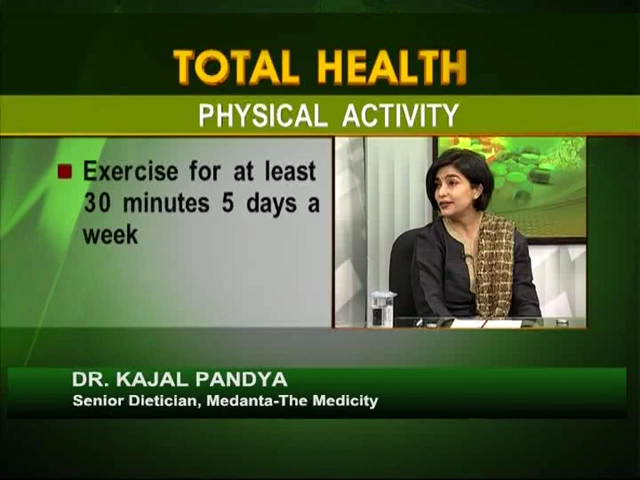 TOTAL HEALTH
PHYSICAL ACTIVITY
Exercise for at least
30 minutes 5 days a
week
DR. KAJAL PANDYA
Senior Dietician, Medanta-The Medicity